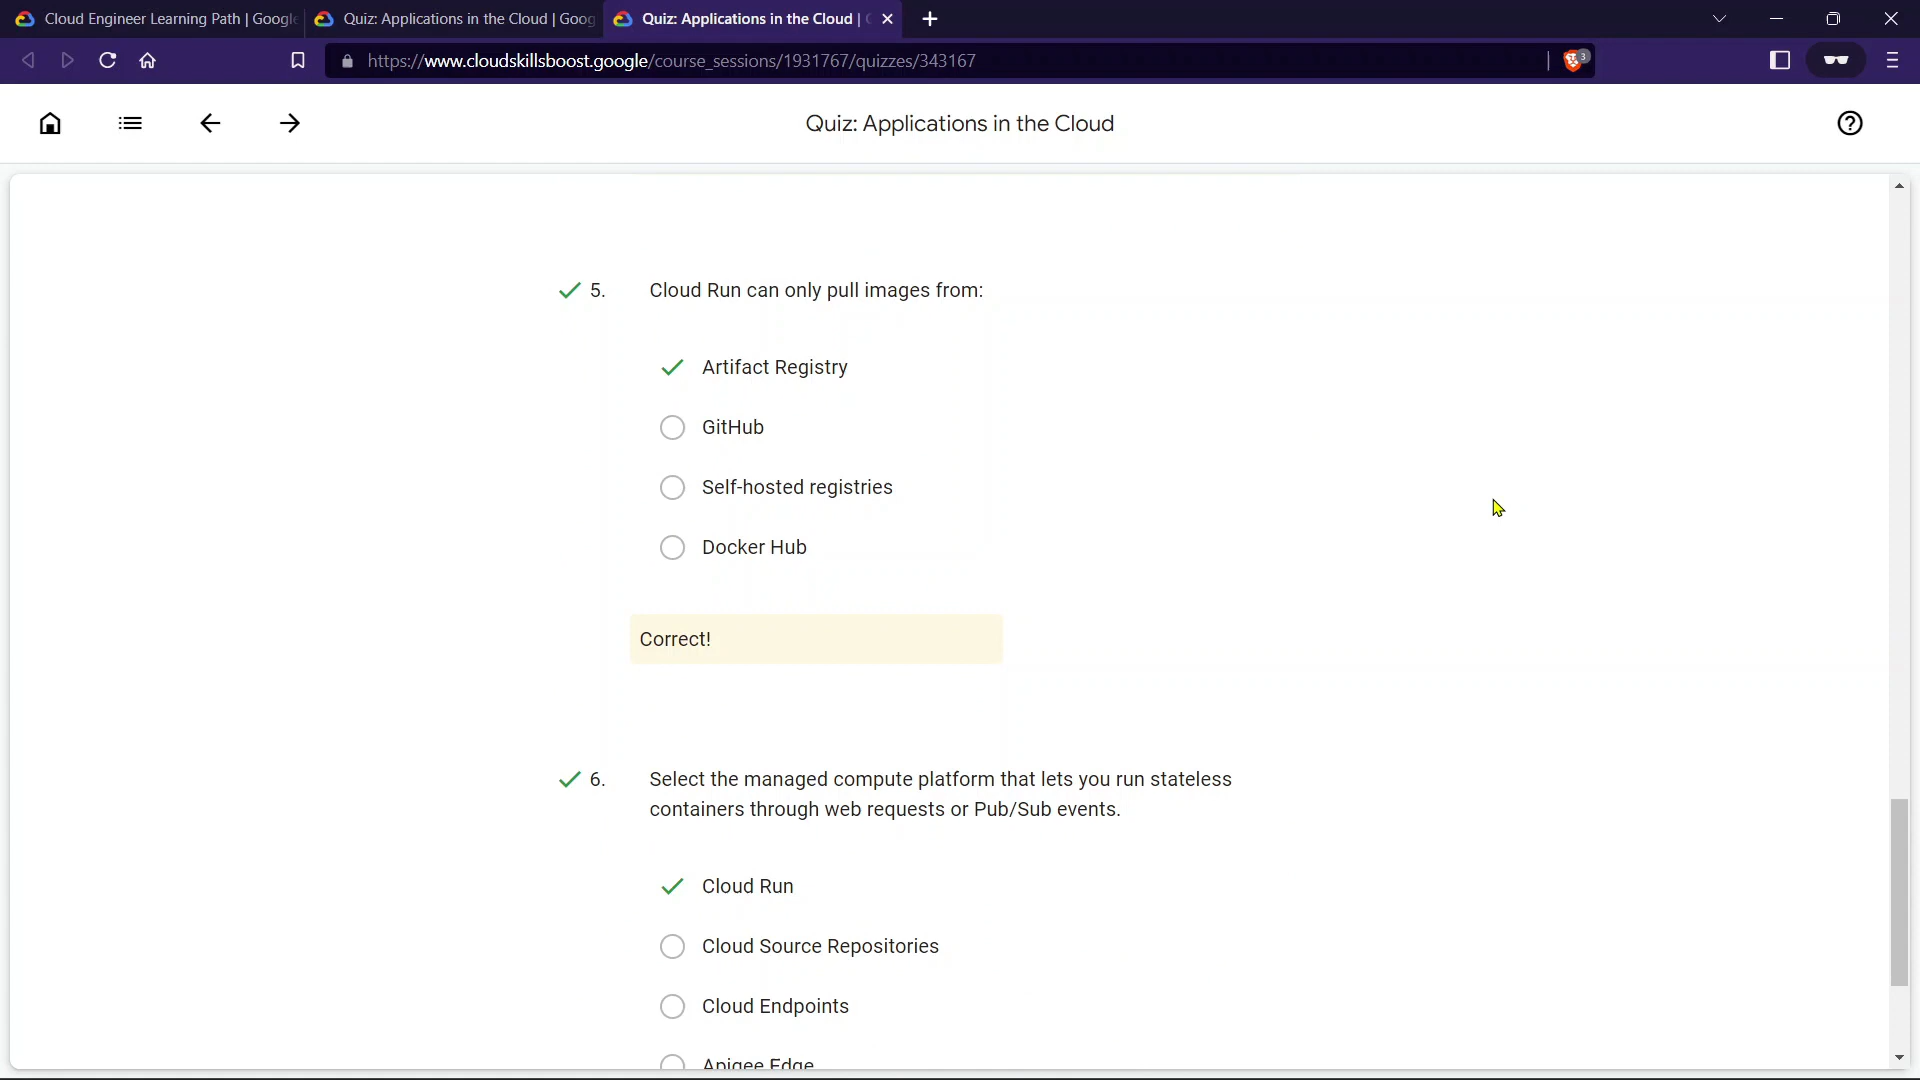 Cloud Engineer Learning Path | Google
Quiz: Applications in the Cloud | Goog
Quiz: Applications in the Cloud |
https://www.cloudskillsboost.google/course_sessions/1931767/quizzes/343167
3
Quiz: Applications in the Cloud
5. Cloud Run can only pull images from:
Artifact Registry
GitHub
Self-hosted registries
Docker Hub
Correct!
6. Select the managed compute platform that lets you run stateless
containers through web requests or Pub/Sub events.
Cloud Run
Cloud Source Repositories
Cloud Endpoints
Apigee Edge